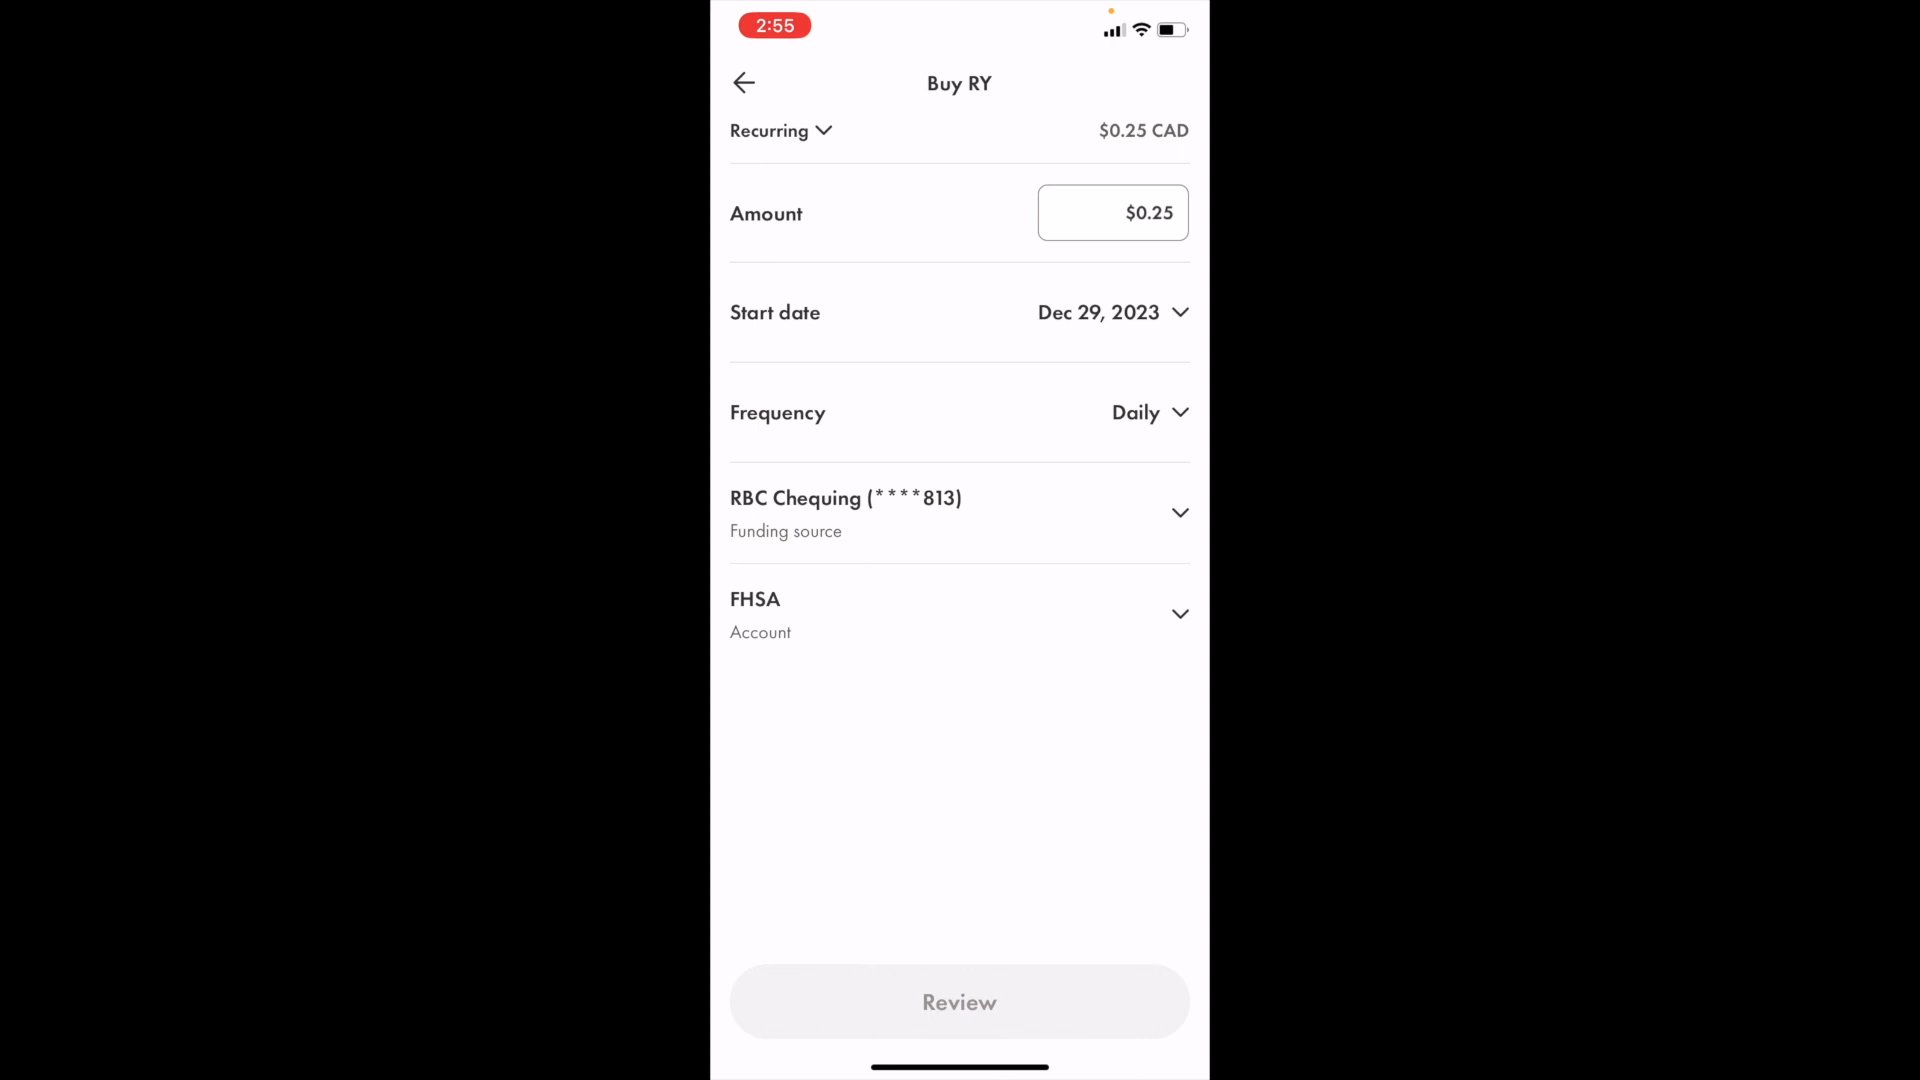 2:55
Buy RY
Recurring $0.25 CAD
Amount $0.25
Start date Dec 29, 2023
Frequency Daily
RBC Chequing (****813)
Funding source
FHSA
Account
Review